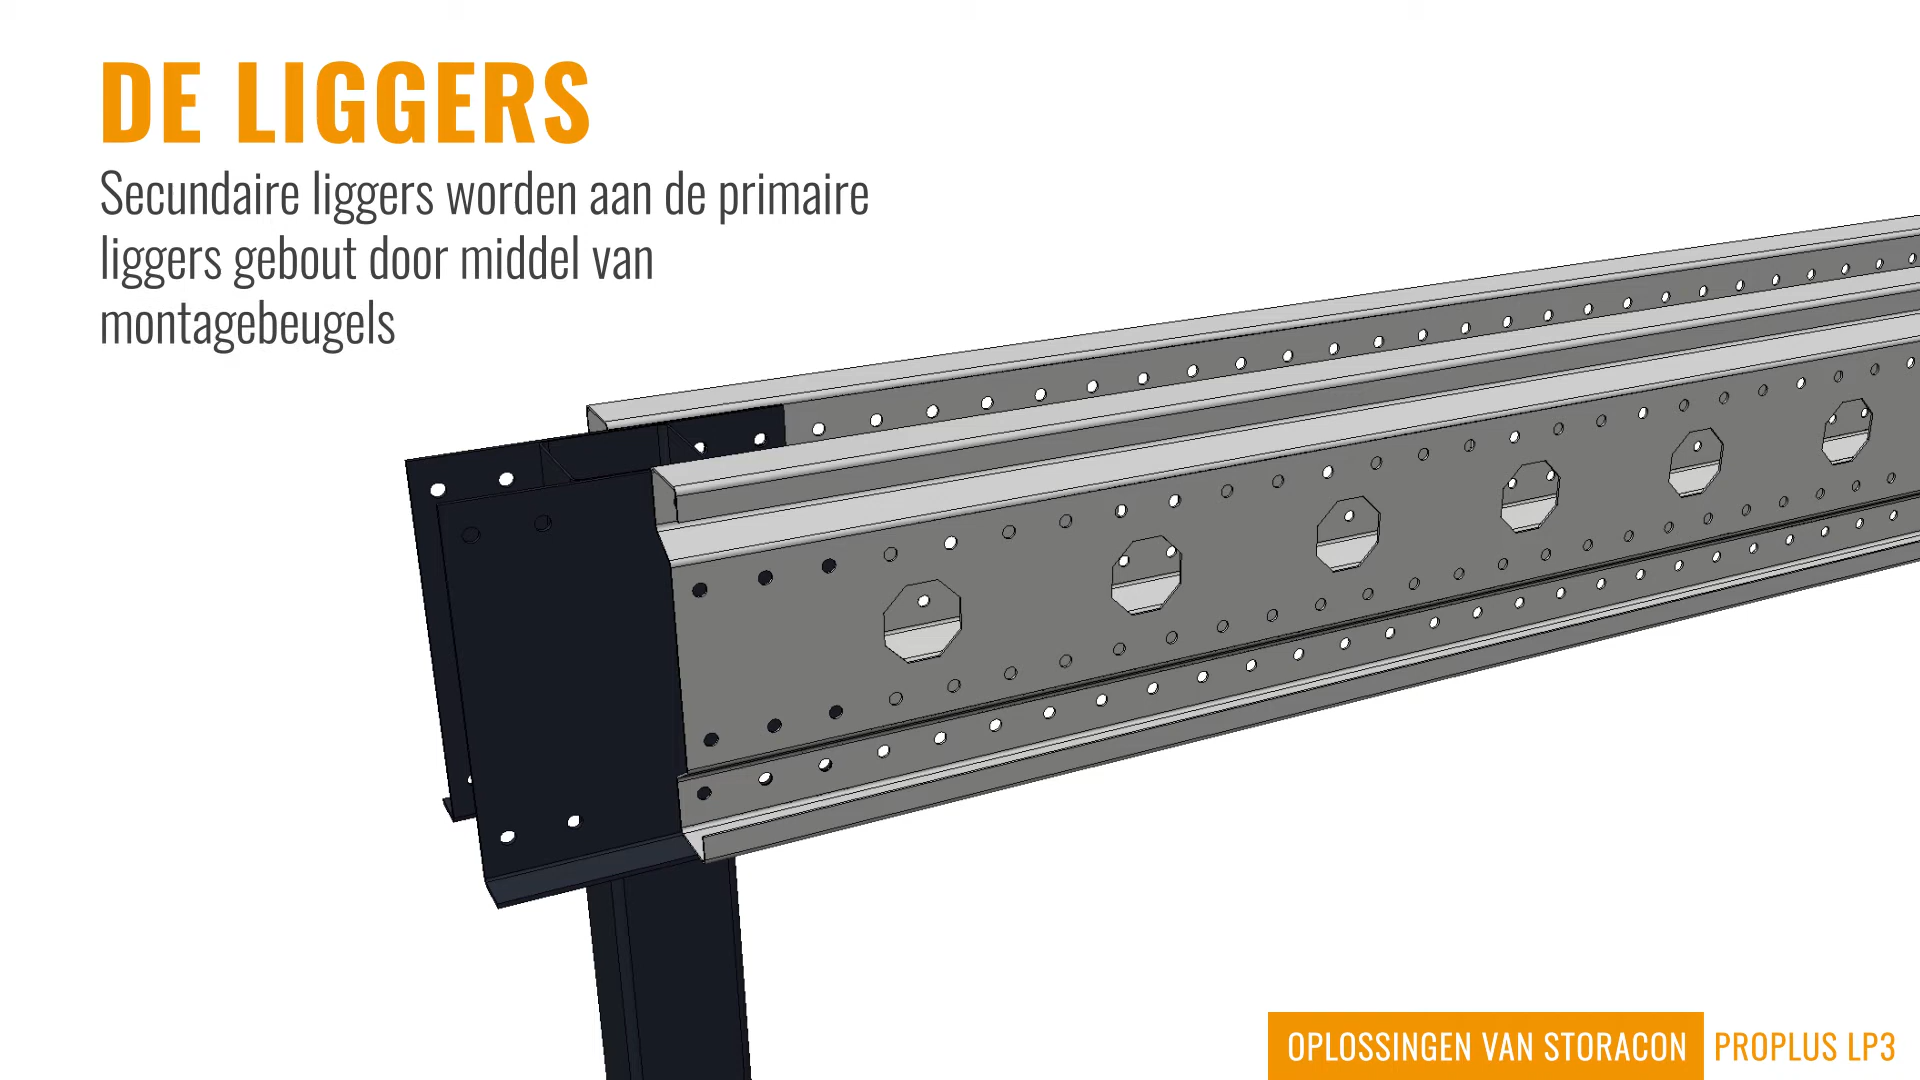 DE LIGGERS
Secundaire liggers worden aan de primaire
liggers gebout door middel van
montagebeugels
OPLOSSINGEN VAN STORACON PROPLUS LP3